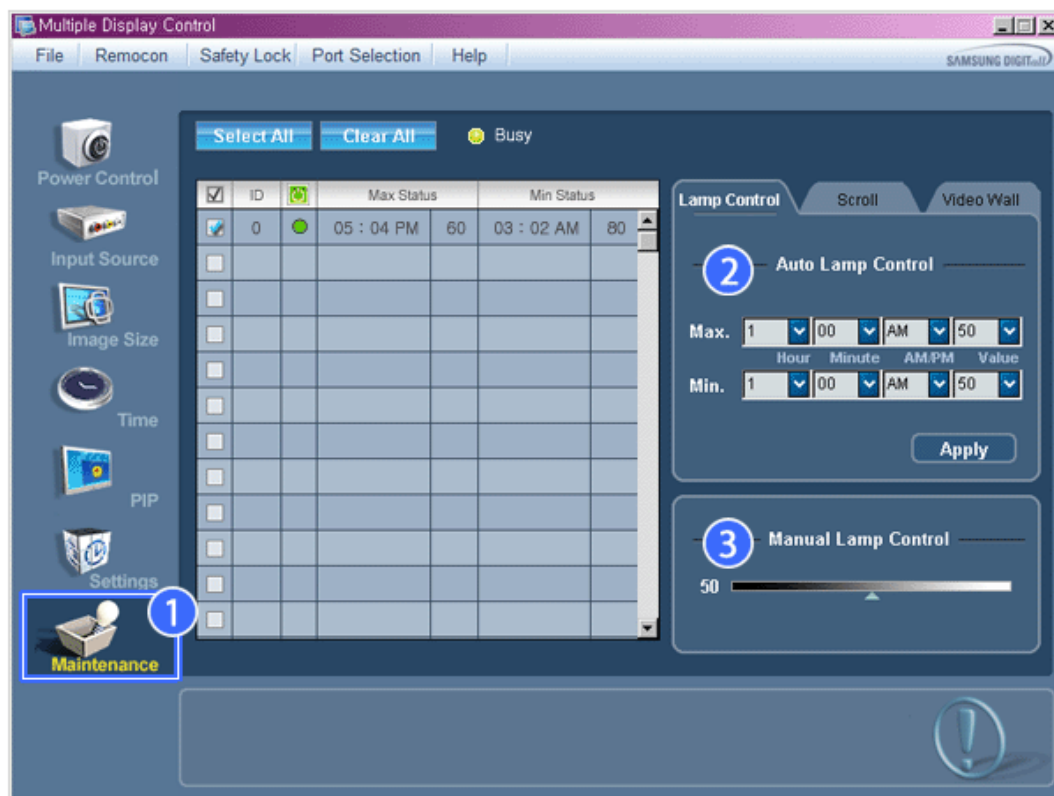 Multiple Display Control
File Remocon Safety Lock Port Selection Help
SAMSUNG DIGITall
Select All Clear All Busy
Power Control
Input Source
Image Size
Time
PIP
Settings
1
Maintenance
ID Max Status Min Status
0 05 : 04 PM 60 03 : 02 AM 80
Lamp Control Scroll Video Wall
2 Auto Lamp Control
Max. 1 00 AM 50
Hour Minute AM/PM Value
Min. 1 00 AM 50
Apply
3 Manual Lamp Control
50